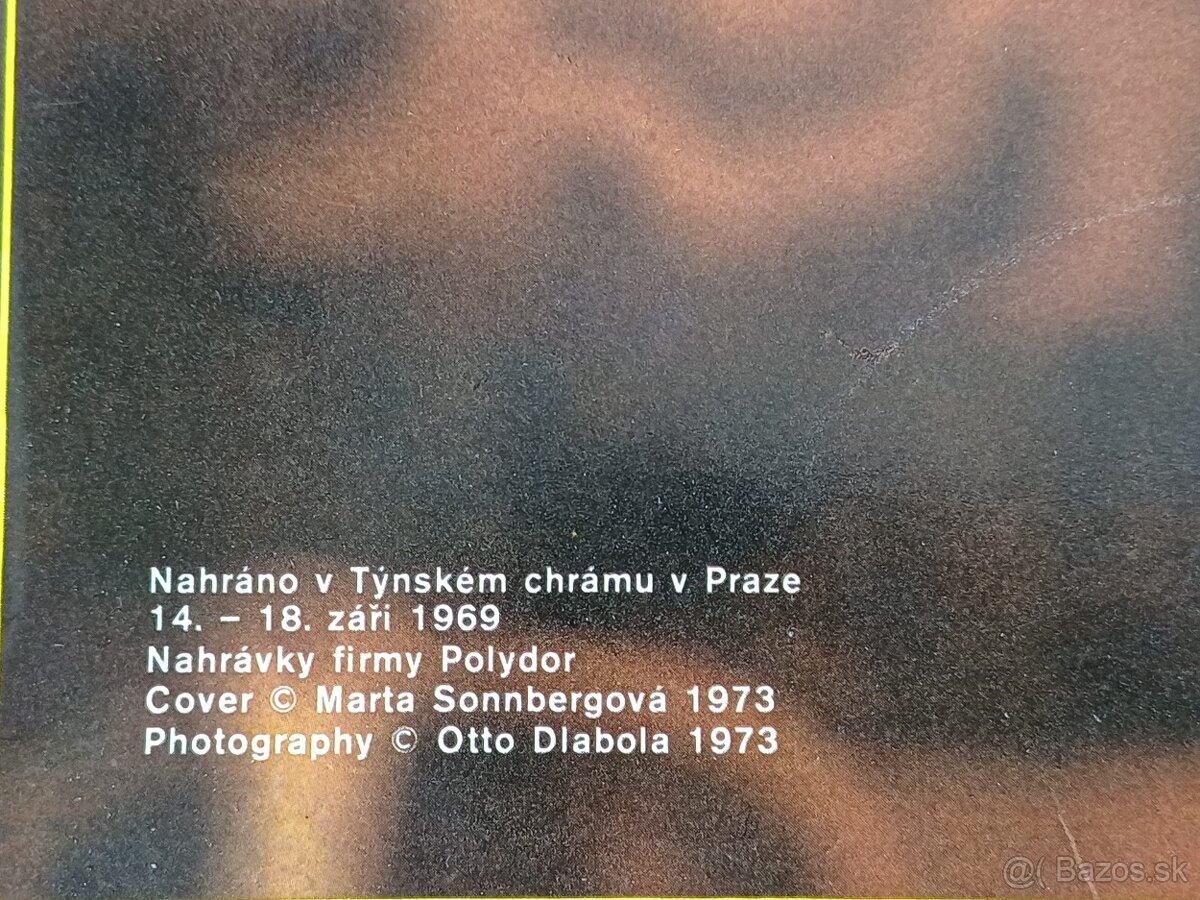 Nahráno v Týnském chrámu v Praze
14. – 18. září 1969
Nahrávky firmy Polydor
Cover © Marta Sonnbergová 1973
Photography © Otto Dlabola 1973
@( Bazos.sk